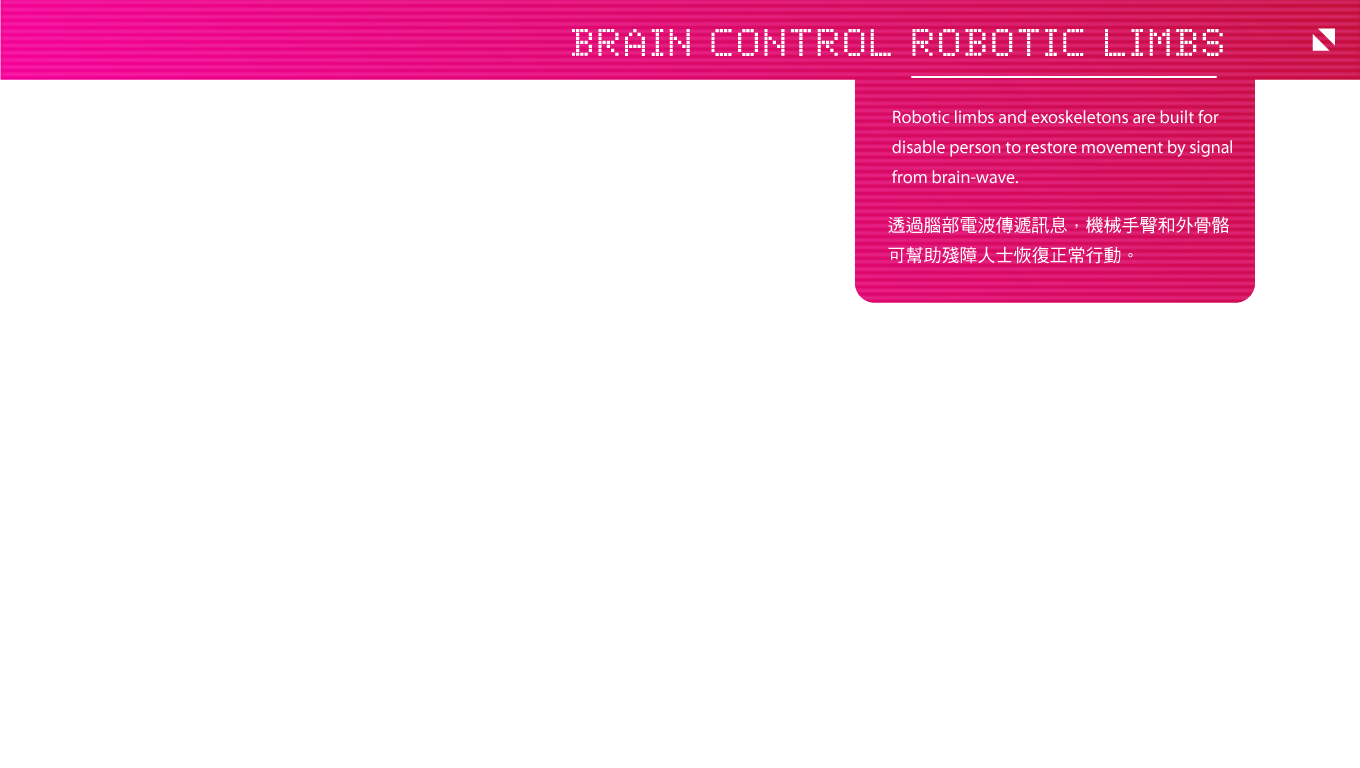 BRAIN CONTROL ROBOTIC LIMBS
Robotic limbs and exoskeletons are built for
disable person to restore movement by signal
from brain-wave.
透過腦部電波傳遞訊息，機械手臂和外骨骼
可幫助殘障人士恢復正常行動。